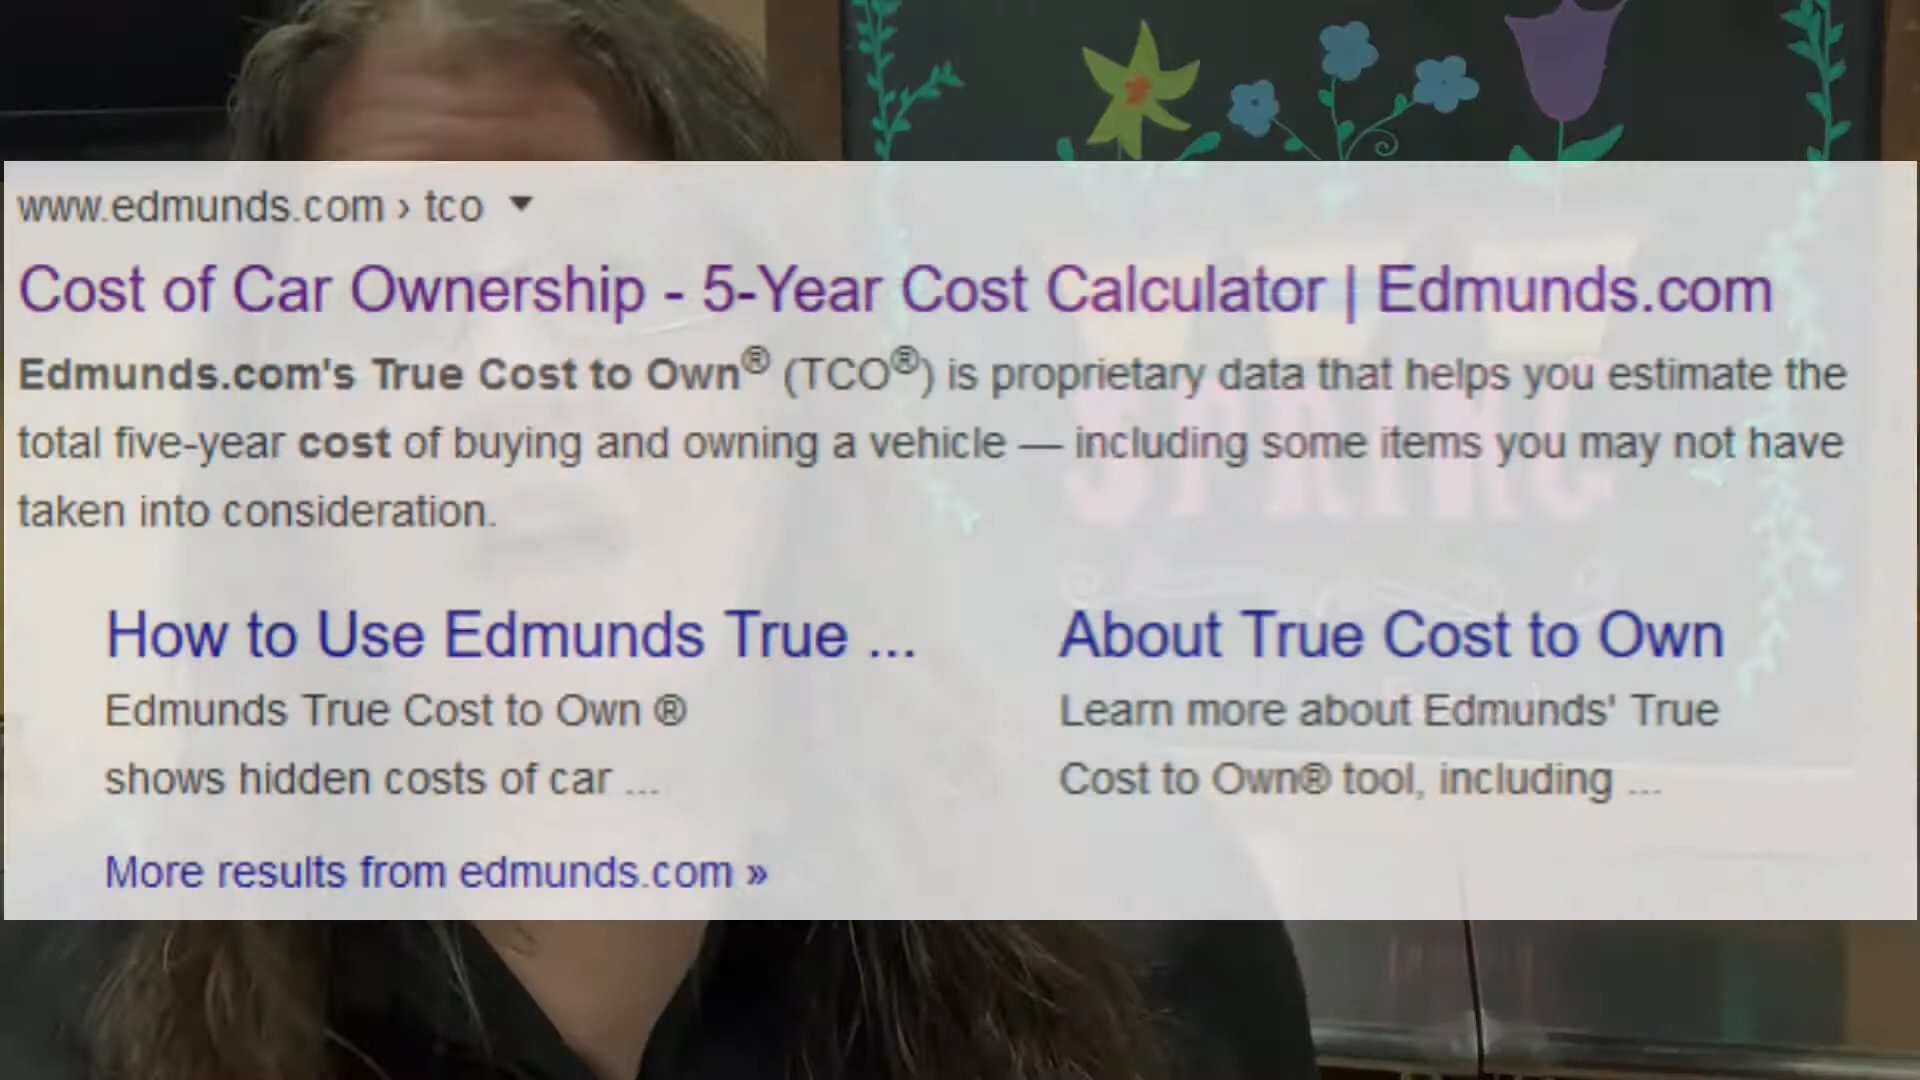 www.edmunds.com › tco ▼
Cost of Car Ownership - 5-Year Cost Calculator | Edmunds.com
Edmunds.com's True Cost to Own® (TCO®) is proprietary data that helps you estimate the
total five-year cost of buying and owning a vehicle — including some items you may not have
taken into consideration.
SPRING
How to Use Edmunds True ...
About True Cost to Own
Edmunds True Cost to Own ®
Learn more about Edmunds' True
shows hidden costs of car ...
Cost to Own® tool, including ...
More results from edmunds.com »